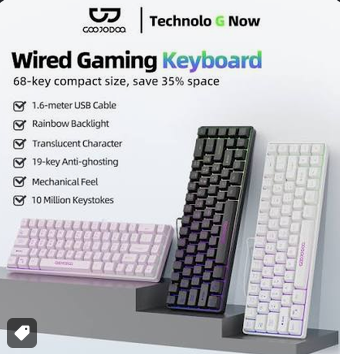 COOJODOQ
Technolo G Now
Wired Gaming Keyboard
68-key compact size, save 35% space
1.6-meter USB Cable
Rainbow Backlight
Translucent Character
19-key Anti-ghosting
Mechanical Feel
10 Million Keystokes